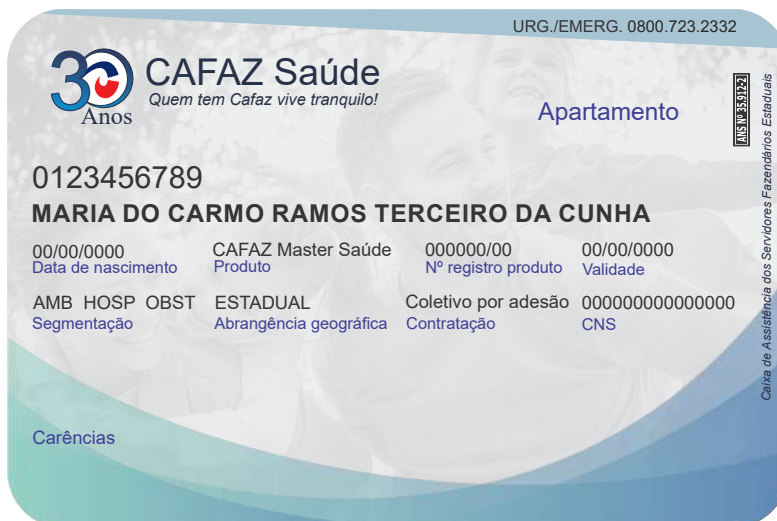 URG./EMERG. 0800.723.2332
30
Anos
CAFAZ Saúde
Quem tem Cafaz vive tranquilo!
Apartamento
ANS Nº 35.912-2
Caixa de Assistência dos Servidores Fazendários Estaduais
0123456789
MARIA DO CARMO RAMOS TERCEIRO DA CUNHA
00/00/0000 CAFAZ Master Saúde 000000/00 00/00/0000
Data de nascimento Produto Nº registro produto Validade
AMB HOSP OBST ESTADUAL Coletivo por adesão 000000000000000
Segmentação Abrangência geográfica Contratação CNS
Carências